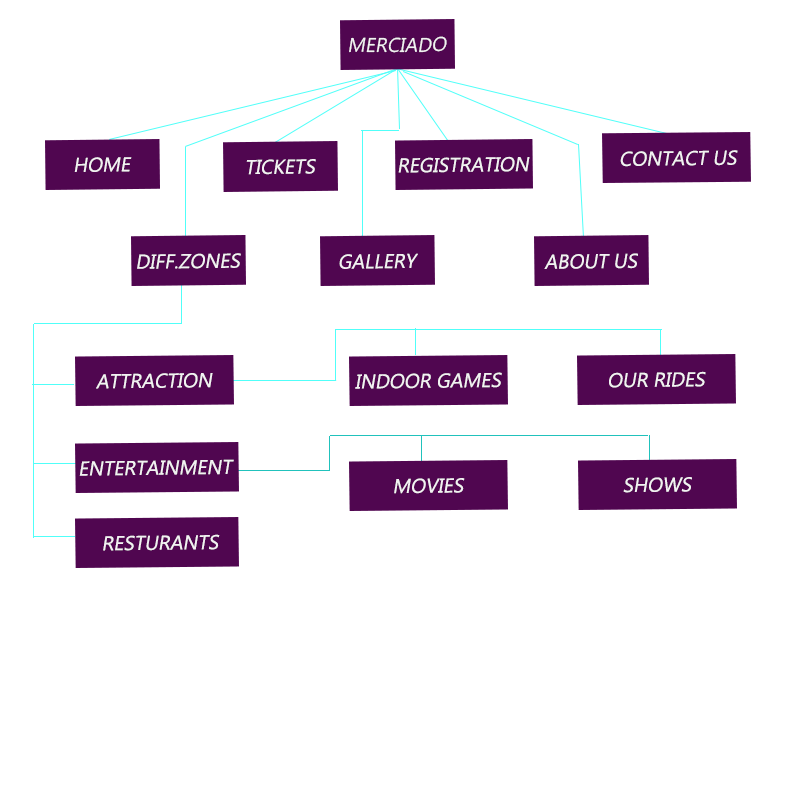 MERCIADO
HOME
TICKETS
REGISTRATION
CONTACT US
DIFF.ZONES
GALLERY
ABOUT US
ATTRACTION
INDOOR GAMES
OUR RIDES
ENTERTAINMENT
MOVIES
SHOWS
RESTURANTS